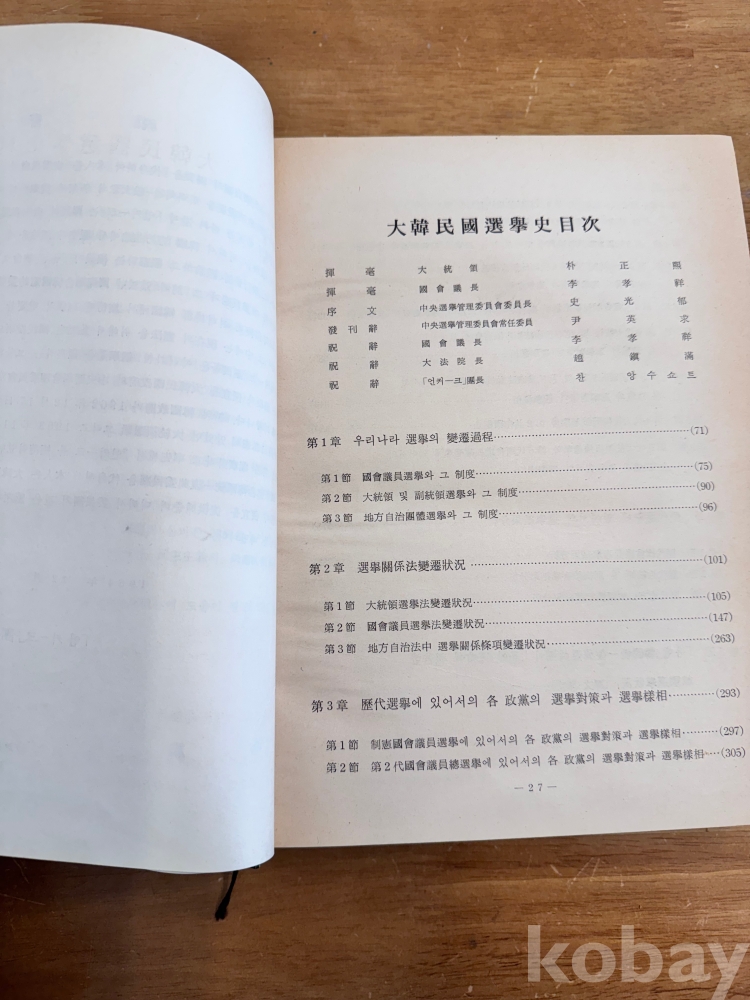 大韓民國選擧史目次
揮毫 大統領 朴正熙
揮毫 國會議長 李孝祥
序文 中央選擧管理委員會委員長 史光郁
發刊辭 中央選擧管理委員會常任委員 尹英求
祝辭 國會議長 李孝祥
祝辭 大法院長 趙鎭滿
祝辭 「언커―크」團長 찬 앙수쇼트
第1章 우리나라 選擧의 變遷過程…(71)
第1節 國會議員選擧와 그 制度…(75)
第2節 大統領 및 副統領選擧와 그 制度…(90)
第3節 地方自治團體選擧와 그 制度…(96)
第2章 選擧關係法變遷狀況…(101)
第1節 大統領選擧法變遷狀況…(105)
第2節 國會議員選擧法變遷狀況…(147)
第3節 地方自治法中 選擧關係條項變遷狀況…(263)
第3章 歷代選擧에 있어서의 各 政黨의 選擧對策과 選擧樣相…(293)
第1節 制憲國會議員選擧에 있어서의 各 政黨의 選擧對策과 選擧樣相…(297)
第2節 第2代國會議員總選擧에 있어서의 各 政黨의 選擧對策과 選擧樣相…(305)
―27―
kobay